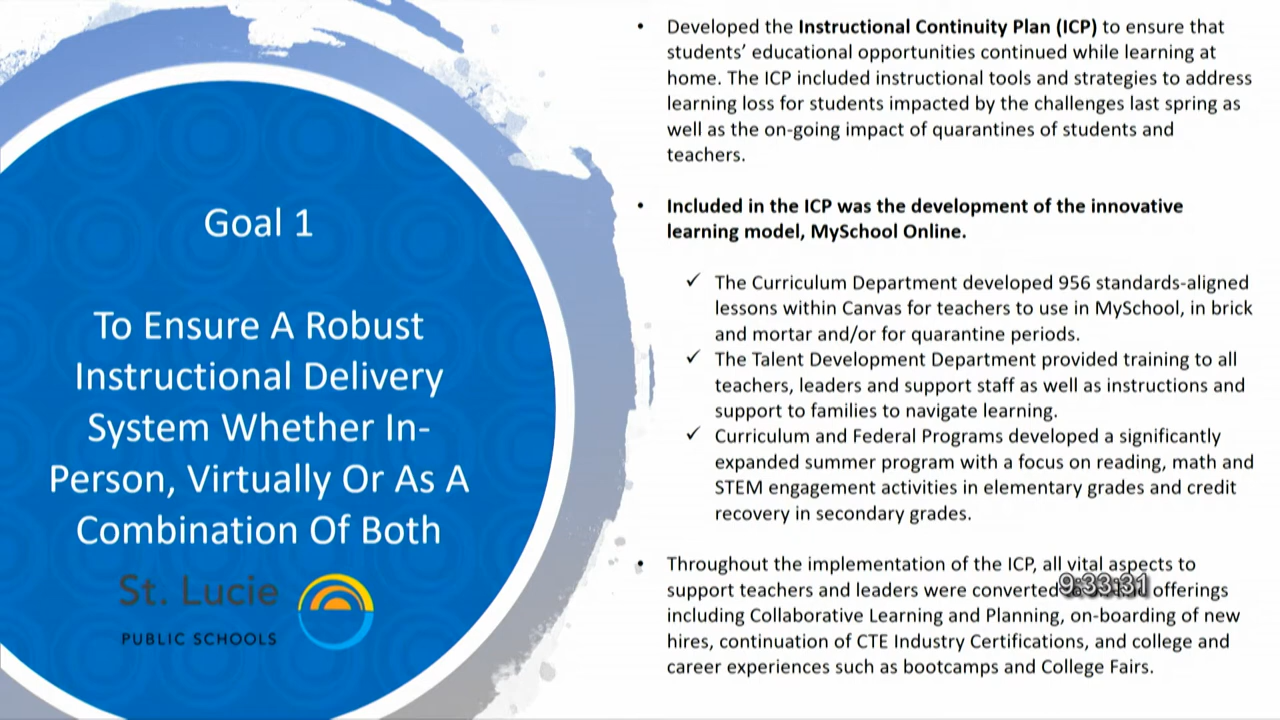 Goal 1
To Ensure A Robust
Instructional Delivery
System Whether In-
Person, Virtually Or As A
Combination Of Both
St. Lucie
PUBLIC SCHOOLS
• Developed the Instructional Continuity Plan (ICP) to ensure that
students' educational opportunities continued while learning at
home. The ICP included instructional tools and strategies to address
learning loss for students impacted by the challenges last spring as
well as the on-going impact of quarantines of students and
teachers.
• Included in the ICP was the development of the innovative
learning model, MySchool Online.
✓ The Curriculum Department developed 956 standards-aligned
lessons within Canvas for teachers to use in MySchool, in brick
and mortar and/or for quarantine periods.
✓ The Talent Development Department provided training to all
teachers, leaders and support staff as well as instructions and
support to families to navigate learning.
✓ Curriculum and Federal Programs developed a significantly
expanded summer program with a focus on reading, math and
STEM engagement activities in elementary grades and credit
recovery in secondary grades.
• Throughout the implementation of the ICP, all vital aspects to
support teachers and leaders were converted offerings
9:33:31
including Collaborative Learning and Planning, on-boarding of new
hires, continuation of CTE Industry Certifications, and college and
career experiences such as bootcamps and College Fairs.